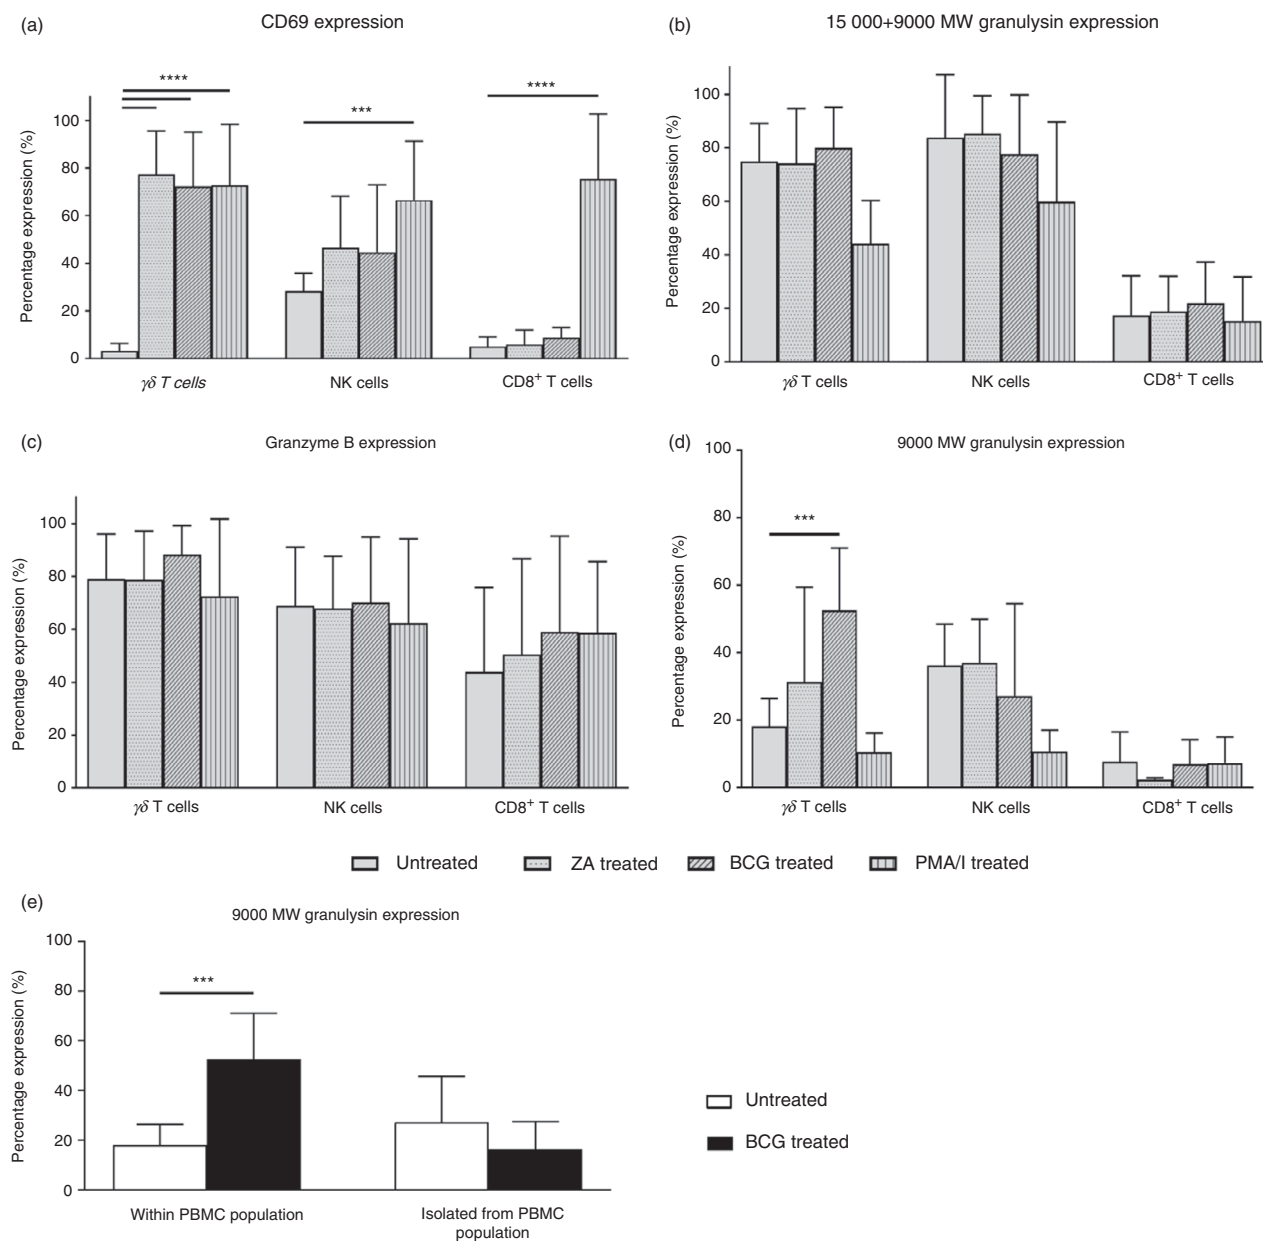 (a)
CD69 expression
Percentage expression (%)
100
80
60
40
20
0
****
***
****
γδ T cells
NK cells
CD8+ T cells
(b)
15 000+9000 MW granulysin expression
Percentage expression (%)
100
80
60
40
20
0
γδ T cells
NK cells
CD8+ T cells
(c)
Granzyme B expression
Percentage expression (%)
100
80
60
40
20
0
γδ T cells
NK cells
CD8+ T cells
(d)
9000 MW granulysin expression
Percentage expression (%)
100
80
60
40
20
0
***
γδ T cells
NK cells
CD8+ T cells
Untreated
ZA treated
BCG treated
PMA/I treated
(e)
9000 MW granulysin expression
Percentage expression (%)
100
80
60
40
20
0
***
Within PBMC population
Isolated from PBMC
population
Untreated
BCG treated